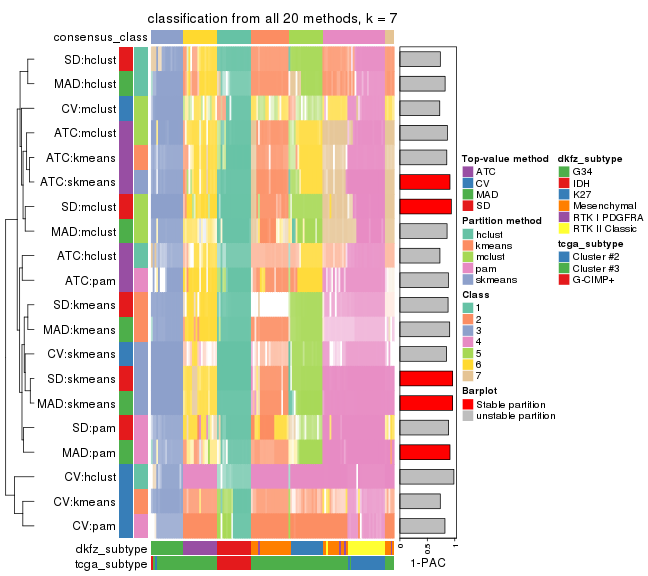 classification from all 20 methods, k = 7
consensus_class
SD:hclust
MAD:hclust
CV:mclust
ATC:mclust
ATC:kmeans
ATC:skmeans
SD:mclust
MAD:mclust
ATC:hclust
ATC:pam
SD:kmeans
MAD:kmeans
CV:skmeans
SD:skmeans
MAD:skmeans
SD:pam
MAD:pam
CV:hclust
CV:kmeans
CV:pam
dkfz_subtype
tcga_subtype
0
0.5
1
1-PAC
Top-value method
ATC
CV
MAD
SD
Partition method
hclust
kmeans
mclust
pam
skmeans
Class
1
2
3
4
5
6
7
Barplot
Stable partition
unstable partition
dkfz_subtype
G34
IDH
K27
Mesenchymal
RTK I PDGFRA
RTK II Classic
tcga_subtype
Cluster #2
Cluster #3
G-CIMP+